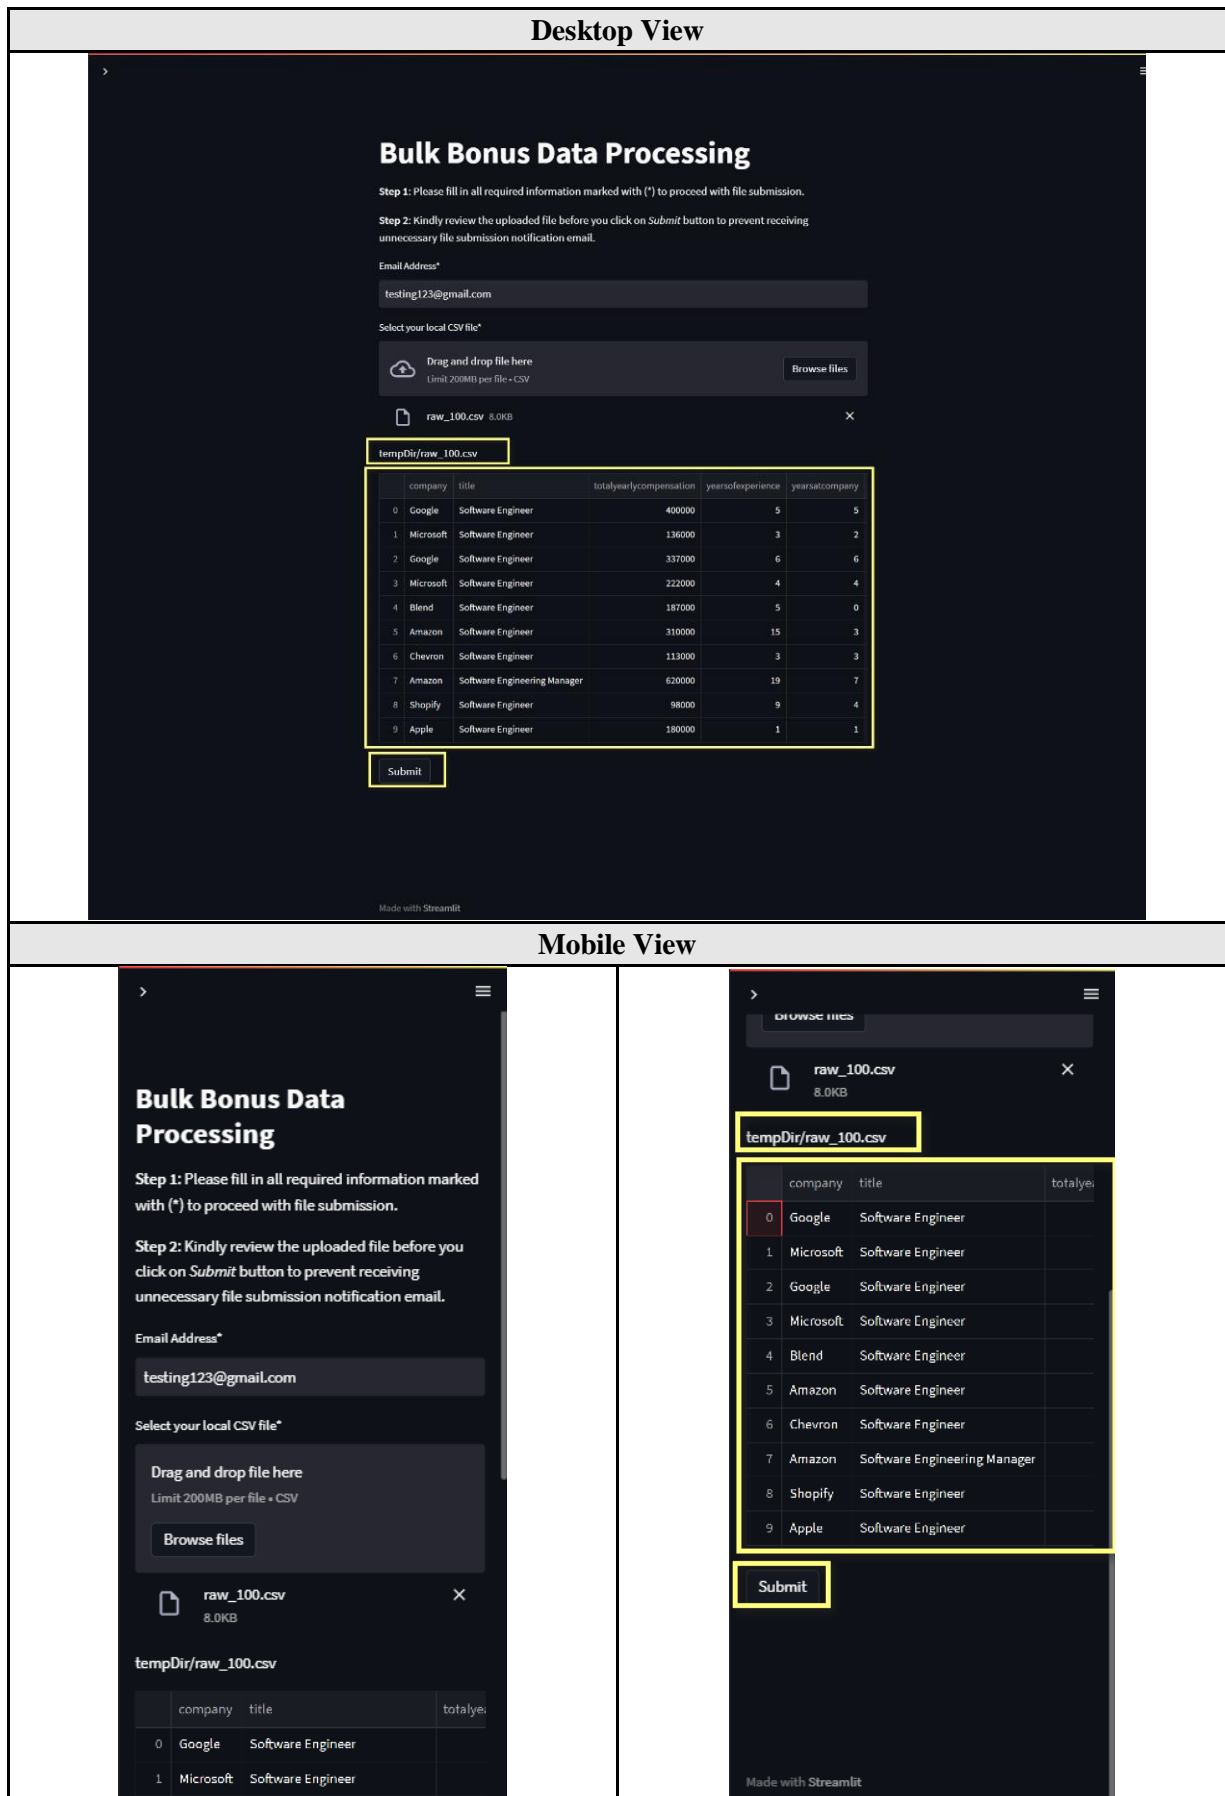 Desktop View
Bulk Bonus Data Processing
Step 1: Please fill in all required information marked with (*) to proceed with file submission.
Step 2: Kindly review the uploaded file before you click on Submit button to prevent receiving
unnecessary file submission notification email.
Email Address*
testing123@gmail.com
Select your local CSV file*
Drag and drop file here
Limit 200MB per file • CSV
Browse files
raw_100.csv 8.0KB
tempDir/raw_100.csv
company title totalyearlycompensation yearsofexperience yearsatcompany
0 Google Software Engineer 400000 5 5
1 Microsoft Software Engineer 136000 3 2
2 Google Software Engineer 337000 6 6
3 Microsoft Software Engineer 222000 4 4
4 Blend Software Engineer 187000 5 0
5 Amazon Software Engineer 310000 15 3
6 Chevron Software Engineer 113000 3 3
7 Amazon Software Engineering Manager 620000 19 7
8 Shopify Software Engineer 98000 9 4
9 Apple Software Engineer 180000 1 1
Submit
Made with Streamlit
Mobile View
Bulk Bonus Data
Processing
Step 1: Please fill in all required information marked
with (*) to proceed with file submission.
Step 2: Kindly review the uploaded file before you
click on Submit button to prevent receiving
unnecessary file submission notification email.
Email Address*
testing123@gmail.com
Select your local CSV file*
Drag and drop file here
Limit 200MB per file • CSV
Browse files
raw_100.csv
8.0KB
tempDir/raw_100.csv
company title totalye
0 Google Software Engineer
1 Microsoft Software Engineer
Browse files
raw_100.csv
8.0KB
tempDir/raw_100.csv
company title totalye
0 Google Software Engineer
1 Microsoft Software Engineer
2 Google Software Engineer
3 Microsoft Software Engineer
4 Blend Software Engineer
5 Amazon Software Engineer
6 Chevron Software Engineer
7 Amazon Software Engineering Manager
8 Shopify Software Engineer
9 Apple Software Engineer
Submit
Made with Streamlit